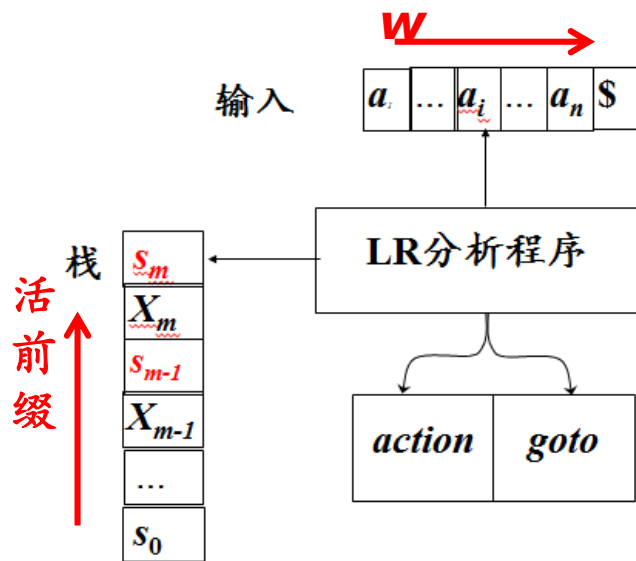 w
输入 a₁ … aᵢ … aₙ $
LR分析程序
栈
sₘ
Xₘ
sₘ₋₁
Xₘ₋₁
…
s₀
活前缀
action goto